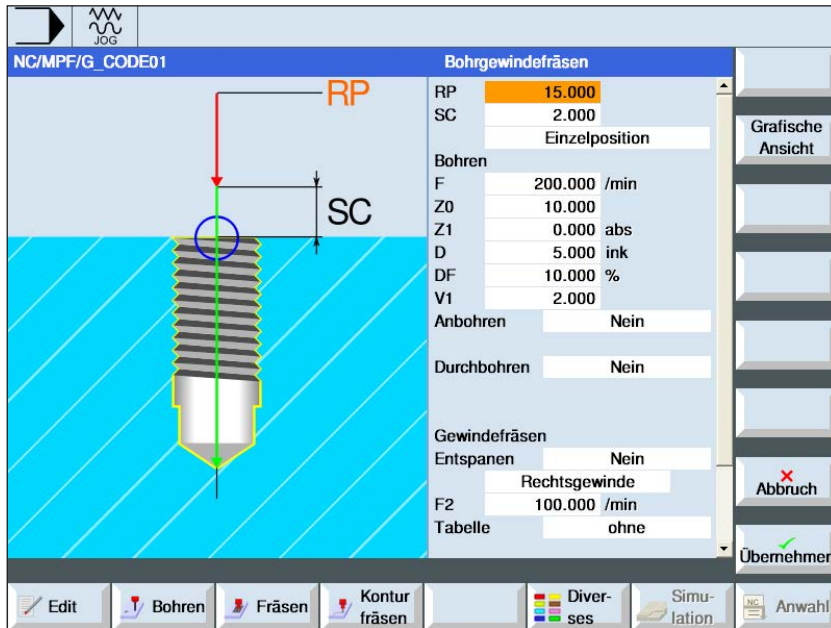 JOG
NC/MPF/G_CODE01
Bohrgewindefräsen
RP
SC
RP 15.000
SC 2.000
Einzelposition
Bohren
F 200.000 /min
Z0 10.000
Z1 0.000 abs
D 5.000 ink
DF 10.000 %
V1 2.000
Anbohren Nein
Durchbohren Nein
Gewindefräsen
Entspanen Nein
Rechtsgewinde
F2 100.000 /min
Tabelle ohne
Grafische
Ansicht
Abbruch
Übernehmer
Edit
Bohren
Fräsen
Kontur
fräsen
Diver-
ses
Simu-
lation
NC
Anwahl